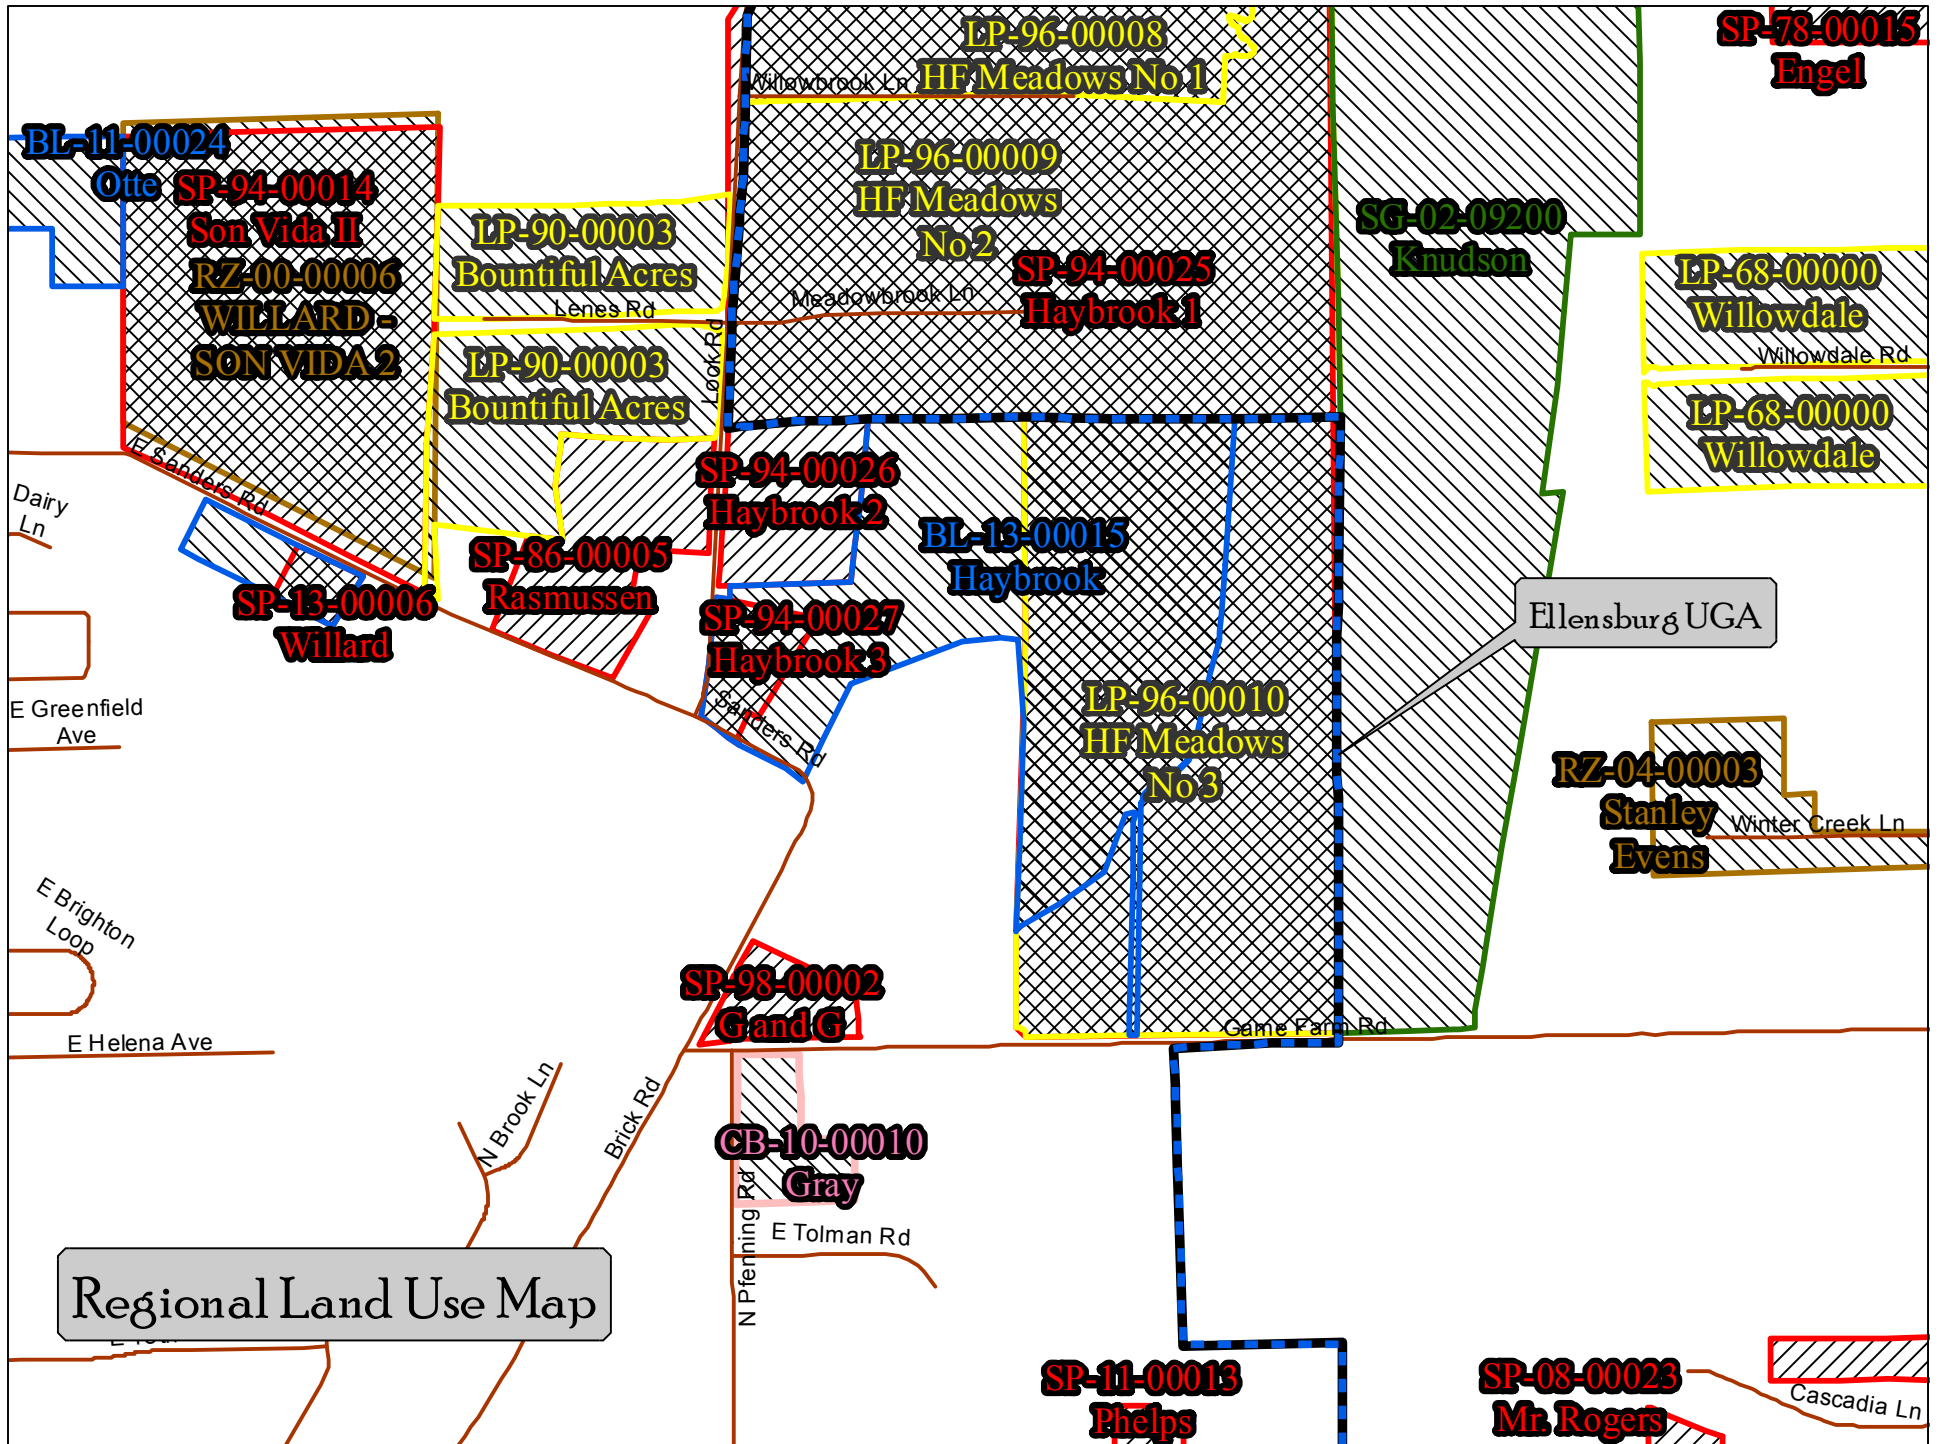 LP-96-00008
HF Meadows No 1
Willowbrook Ln
SP-78-00015
Engel
BL-11-00024
Otte
SP-94-00014
Son Vida II
RZ-00-00006
WILLARD -
SON VIDA 2
LP-90-00003
Bountiful Acres
Lenes Rd
LP-90-00003
Bountiful Acres
Look Rd
LP-96-00009
HF Meadows
No 2
SP-94-00025
Haybrook 1
Meadowbrook Ln
SG-02-09200
Knudson
LP-68-00000
Willowdale
Willowdale Rd
LP-68-00000
Willowdale
E Sanders Rd
Dairy
Ln
SP-94-00026
Haybrook 2
BL-13-00015
Haybrook
SP-86-00005
Rasmussen
SP-13-00006
Willard
SP-94-00027
Haybrook 3
Sanders Rd
Ellensburg UGA
LP-96-00010
HF Meadows
No 3
E Greenfield
Ave
RZ-04-00003
Stanley
Evens
Winter Creek Ln
E Brighton
Loop
SP-98-00002
G and G
Game Farm Rd
E Helena Ave
N Brook Ln
Brick Rd
CB-10-00010
Gray
N Pfenning Rd
E Tolman Rd
Regional Land Use Map
SP-11-00013
Phelps
SP-08-00023
Mr. Rogers
Cascadia Ln